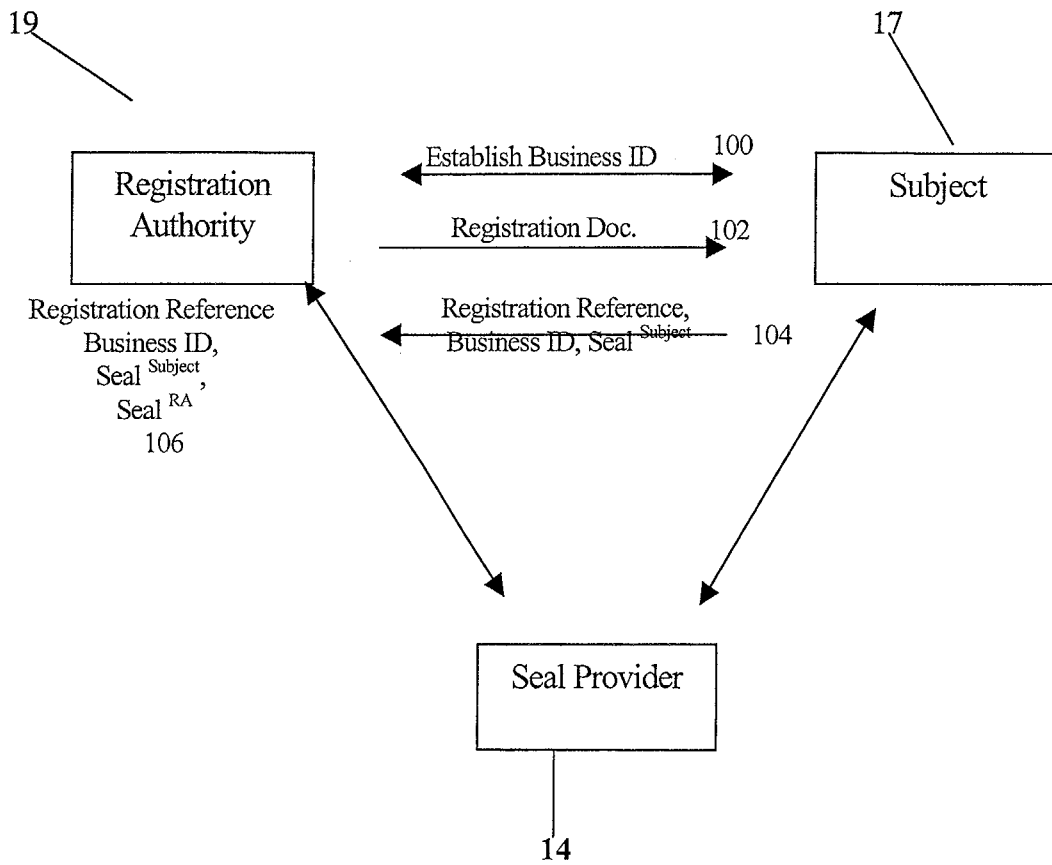 19
17
Registration
Authority
Establish Business ID
100
Subject
Registration Doc.
102
Registration Reference
Business ID,
Seal Subject,
Seal RA
106
Registration Reference,
Business ID, Seal Subject
104
Seal Provider
14